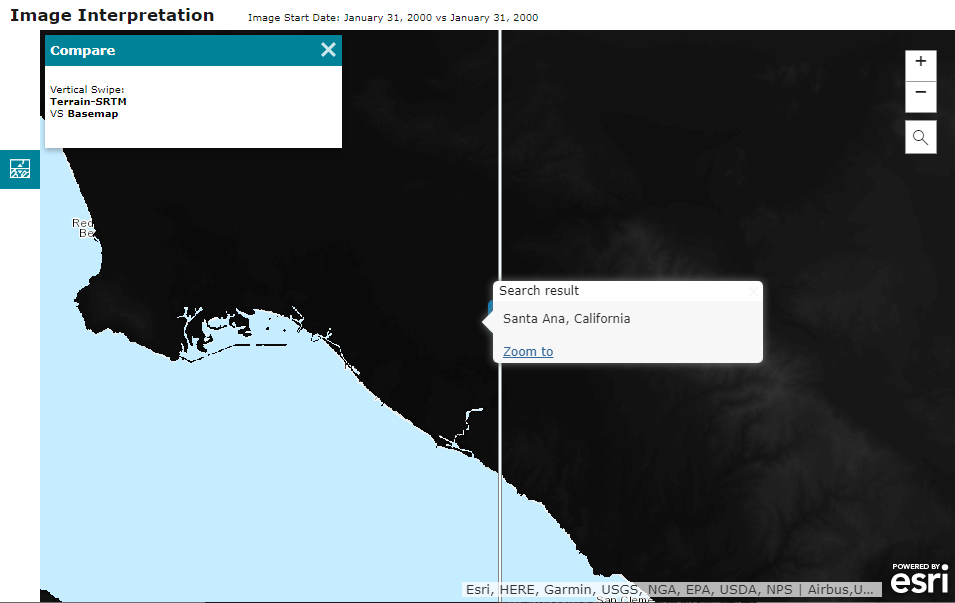 Image Interpretation
Image Start Date: January 31, 2000 vs January 31, 2000
Compare
Vertical Swipe:
Terrain-SRTM
VS Basemap
Red
Be
Search result
Santa Ana, California
Zoom to
POWERED BY
esri
Esri, HERE, Garmin, USGS, NGA, EPA, USDA, NPS | Airbus,U...
San Cleme